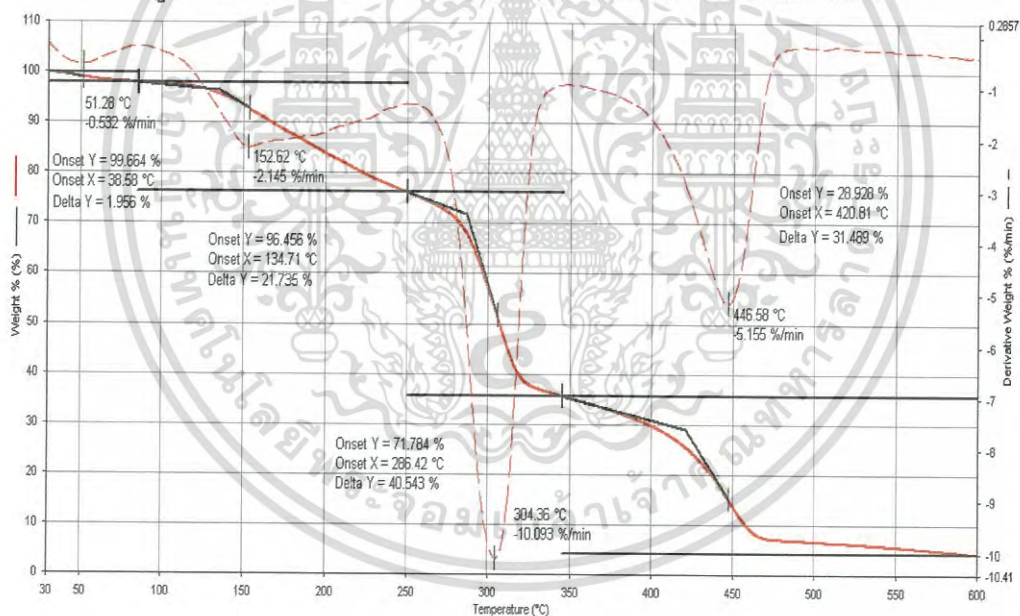 110
100
90
80
70
60
50
40
30
20
10
0
Weight % (%)
51.28 °C
-0.532 %/min
Onset Y = 99.664 %
Onset X = 38.58 °C
Delta Y = 1.956 %
152.62 °C
-2.145 %/min
Onset Y = 96.456 %
Onset X = 134.71 °C
Delta Y = 21.735 %
Onset Y = 71.784 %
Onset X = 286.42 °C
Delta Y = 40.543 %
304.36 °C
-10.093 %/min
Onset Y = 28.928 %
Onset X = 420.81 °C
Delta Y = 31.489 %
446.58 °C
-5.155 %/min
0.2857
-1
-2
-3
-4
-5
-6
-7
-8
-9
-10
-10.41
Derivative Weight % (%/min)
30
100
150
200
250
300
350
400
450
500
550
600
Temperature (°C)